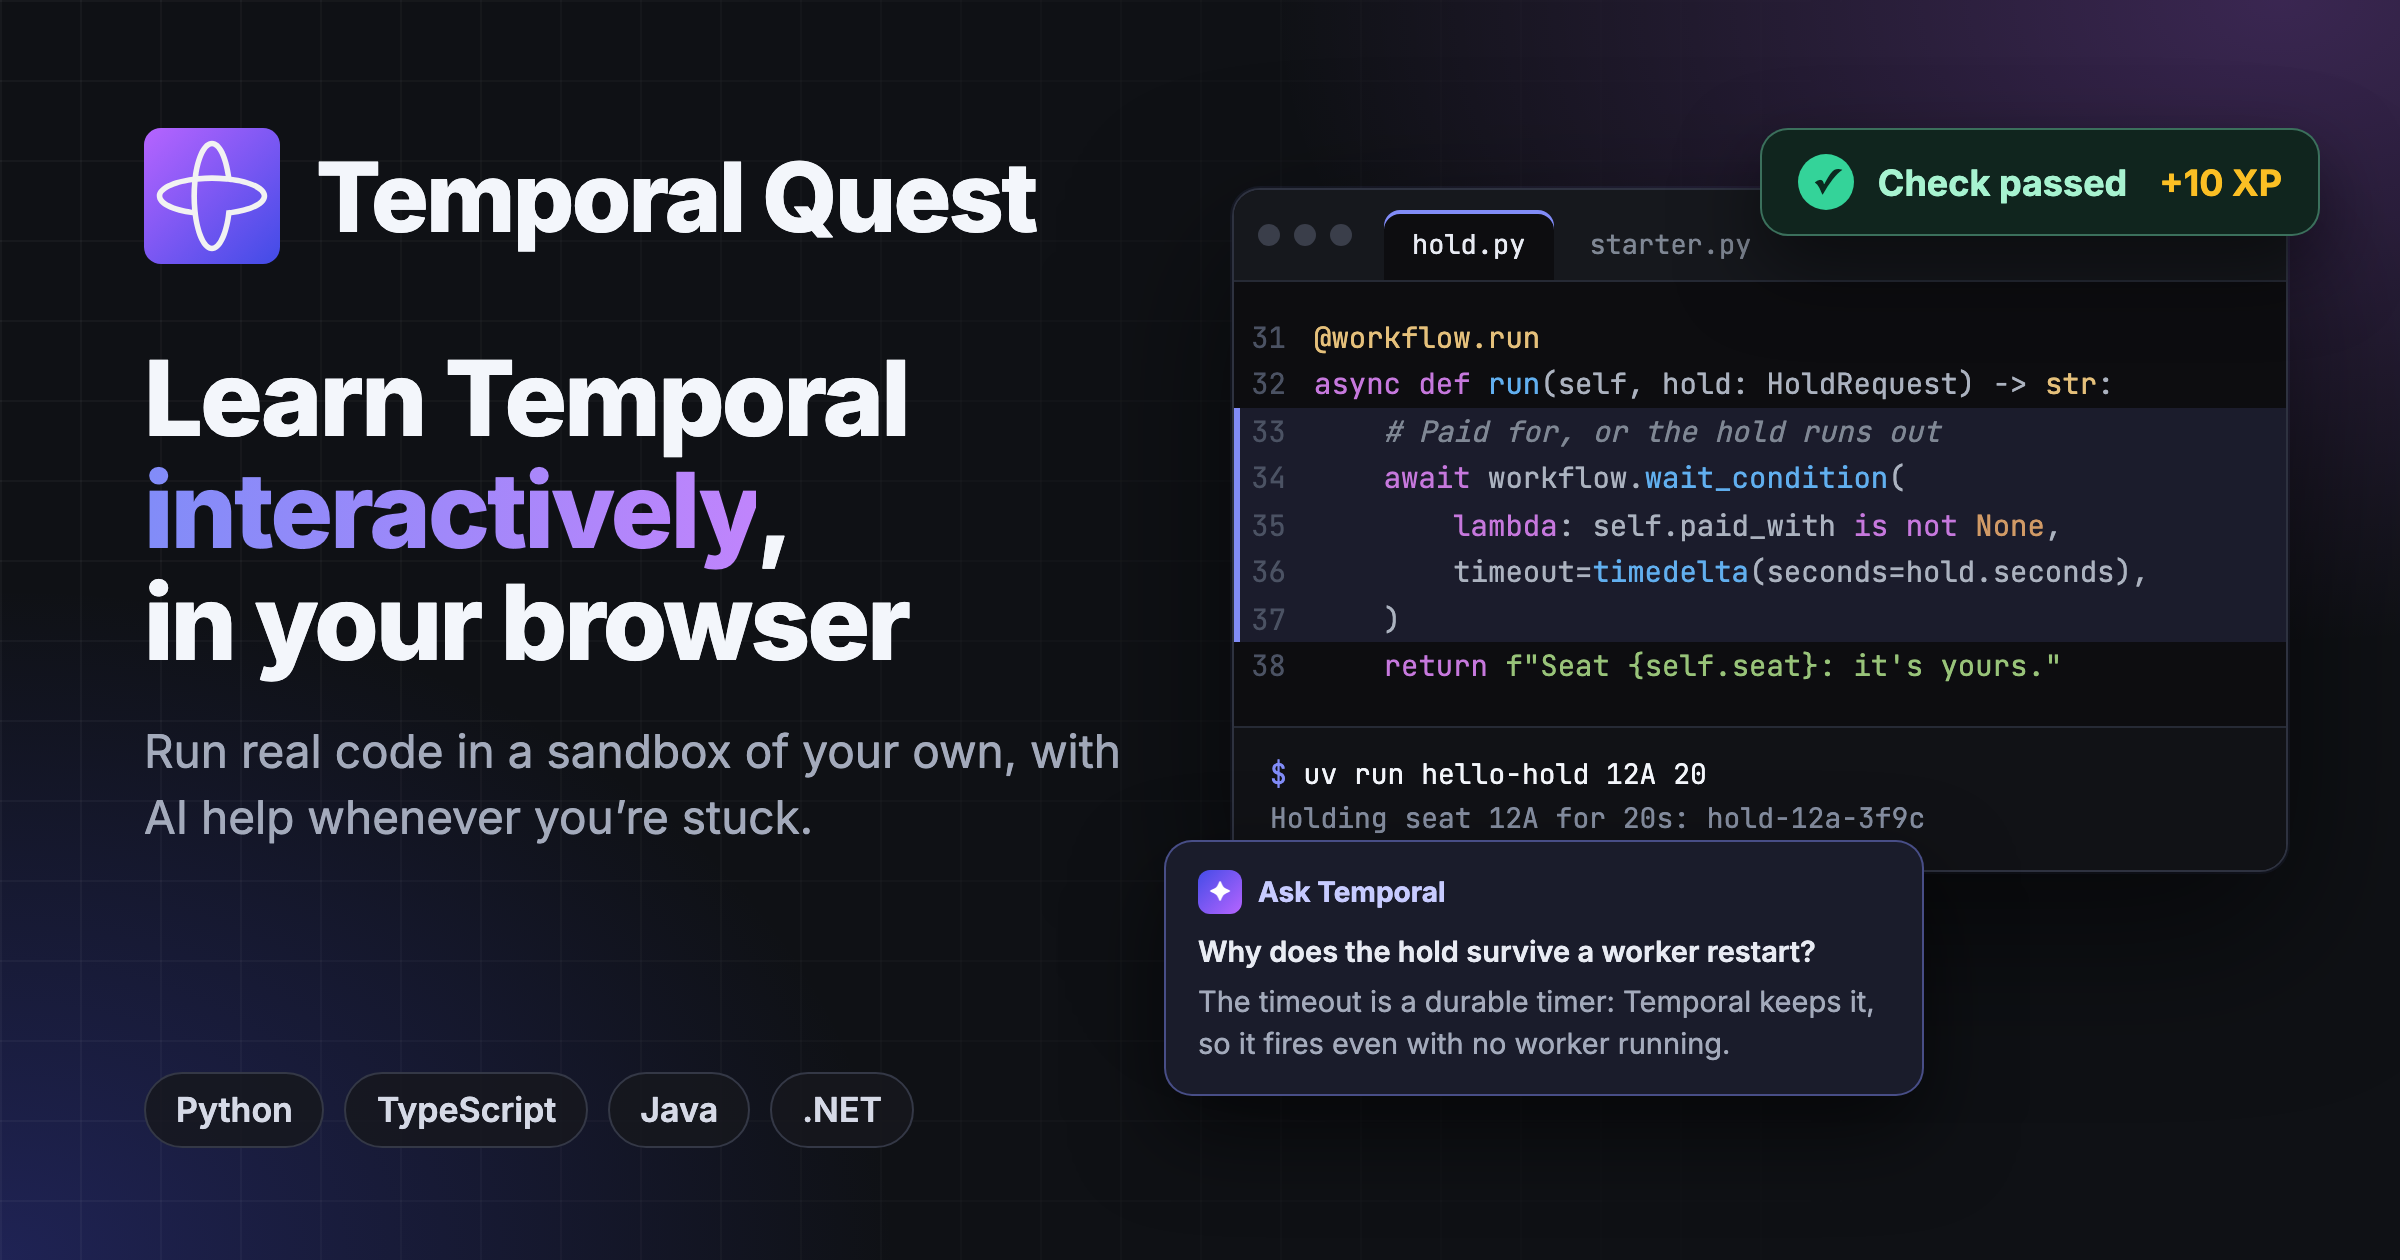 Temporal Quest
Learn Temporal
interactively,
in your browser
Run real code in a sandbox of your own, with
AI help whenever you’re stuck.
Python
TypeScript
Java
.NET
Check passed +10 XP
hold.py
starter.py
31 @workflow.run
32 async def run(self, hold: HoldRequest) -> str:
33     # Paid for, or the hold runs out
34     await workflow.wait_condition(
35         lambda: self.paid_with is not None,
36         timeout=timedelta(seconds=hold.seconds),
37     )
38     return f"Seat {self.seat}: it's yours."
$ uv run hello-hold 12A 20
Holding seat 12A for 20s: hold-12a-3f9c
Ask Temporal
Why does the hold survive a worker restart?
The timeout is a durable timer: Temporal keeps it,
so it fires even with no worker running.